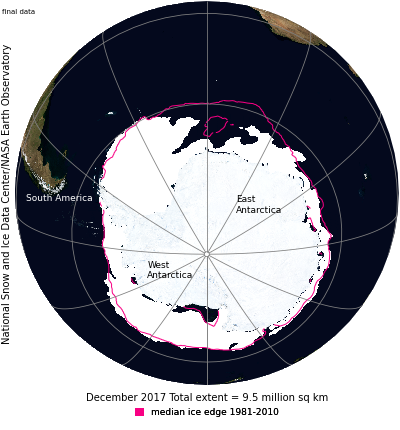 final data
National Snow and Ice Data Center/NASA Earth Observatory
South America
East
Antarctica
West
Antarctica
December 2017 Total extent = 9.5 million sq km
median ice edge 1981-2010